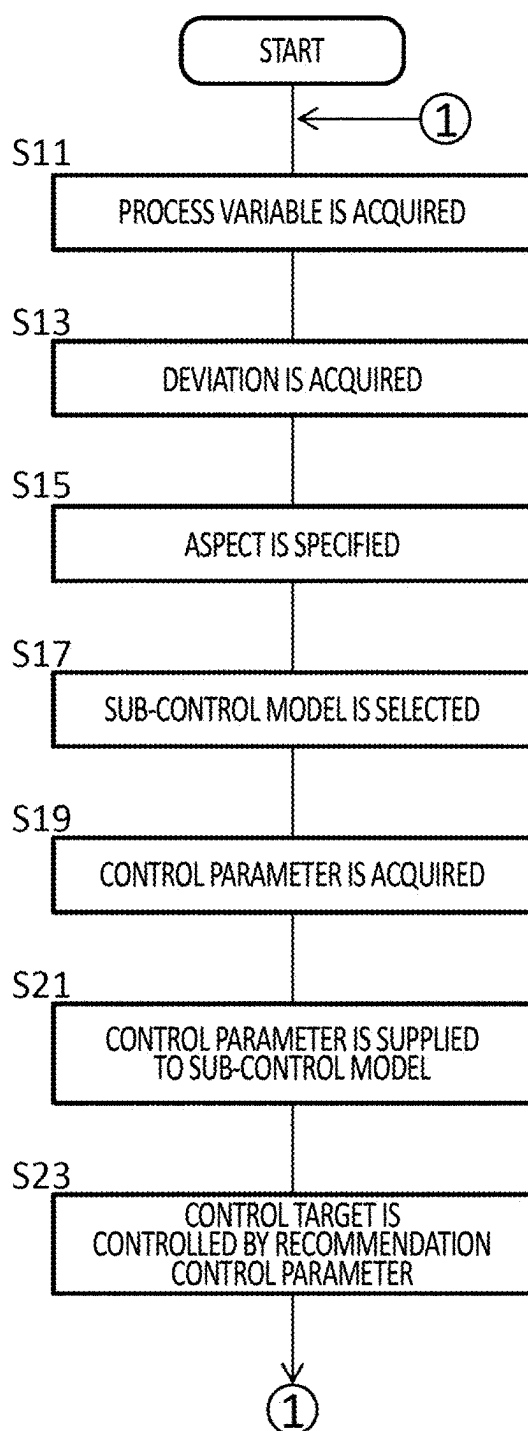 START
①
S11
PROCESS VARIABLE IS ACQUIRED
S13
DEVIATION IS ACQUIRED
S15
ASPECT IS SPECIFIED
S17
SUB-CONTROL MODEL IS SELECTED
S19
CONTROL PARAMETER IS ACQUIRED
S21
CONTROL PARAMETER IS SUPPLIED
TO SUB-CONTROL MODEL
S23
CONTROL TARGET IS
CONTROLLED BY RECOMMENDATION
CONTROL PARAMETER
①